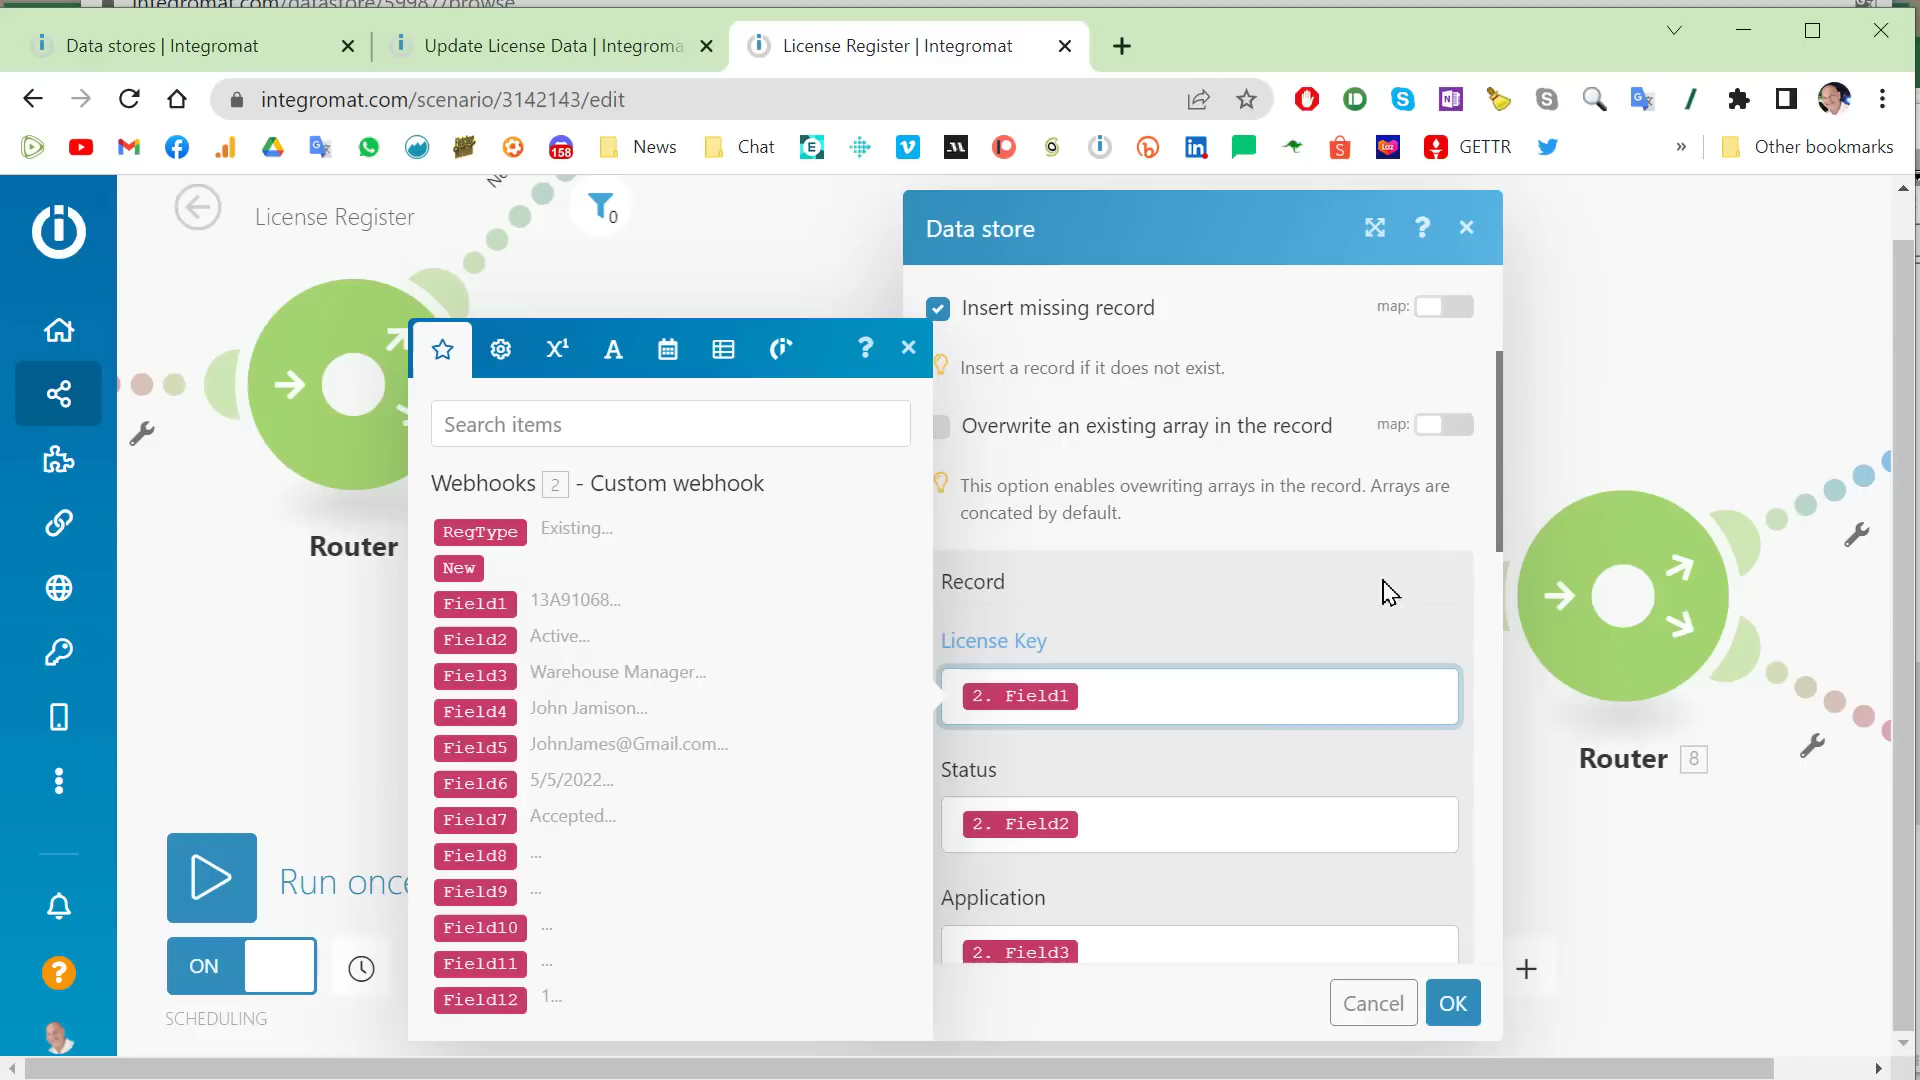 Data stores | Integromat
Update License Data | Integroma
License Register | Integromat
integromat.com/scenario/3142143/edit
158
News
Chat
GETTR
»
Other bookmarks
License Register
0
Data store
Insert missing record
map:
Insert a record if it does not exist.
Overwrite an existing array in the record
map:
This option enables ovewriting arrays in the record. Arrays are
concated by default.
Search items
Webhooks 2 - Custom webhook
RegType Existing...
New
Field1 13A91068...
Field2 Active...
Field3 Warehouse Manager...
Field4 John Jamison...
Field5 JohnJames@Gmail.com...
Field6 5/5/2022...
Field7 Accepted...
Field8 ...
Field9 ...
Field10 ...
Field11 ...
Field12 1...
Record
License Key
2. Field1
Status
2. Field2
Application
2. Field3
Cancel
OK
Router
Router 8
Run once
ON
SCHEDULING